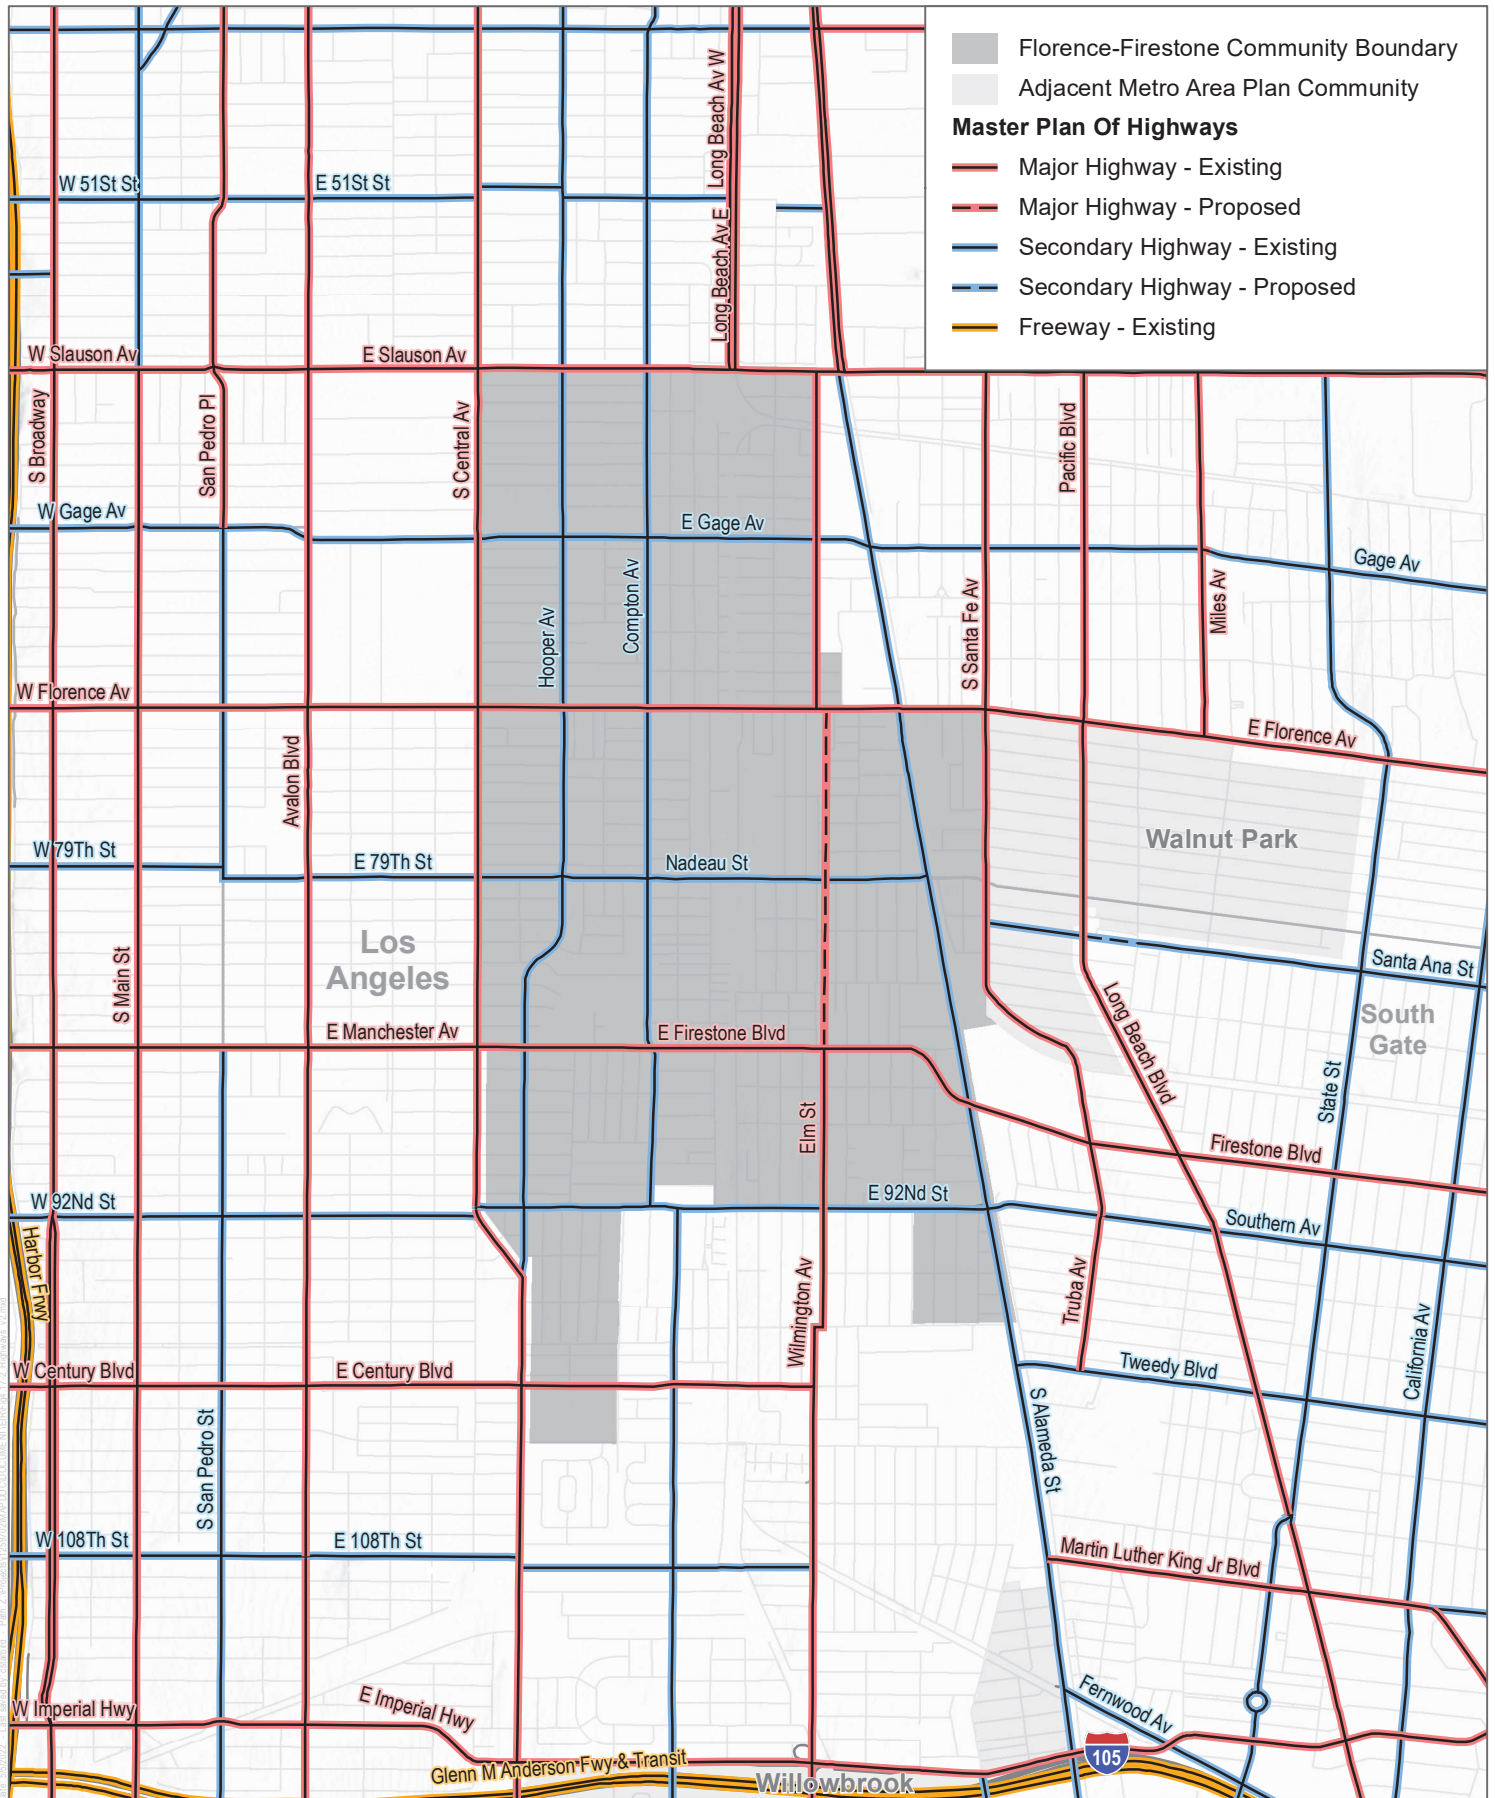 Florence-Firestone Community Boundary
Adjacent Metro Area Plan Community
Master Plan Of Highways
Major Highway - Existing
Major Highway - Proposed
Secondary Highway - Existing
Secondary Highway - Proposed
Freeway - Existing
Long Beach Av W
W 51St St
E 51St St
Long Beach Av E
W Slauson Av
E Slauson Av
S Broadway
San Pedro Pl
S Central Av
Pacific Blvd
W Gage Av
E Gage Av
Gage Av
Compton Av
Hooper Av
S Santa Fe Av
Miles Av
W Florence Av
E Florence Av
Avalon Blvd
Walnut Park
W 79Th St
E 79Th St
Nadeau St
Los
Angeles
S Main St
Santa Ana St
South
Gate
Long Beach Blvd
E Manchester Av
E Firestone Blvd
State St
Elm St
Firestone Blvd
W 92Nd St
E 92Nd St
Southern Av
Harbor Frwy
Truba Av
Wilmington Av
W Century Blvd
E Century Blvd
Tweedy Blvd
California Av
S Alameda St
S San Pedro St
W 108Th St
E 108Th St
Martin Luther King Jr Blvd
W Imperial Hwy
E Imperial Hwy
Fernwood Av
105
Glenn M Anderson Fwy & Transit
Willowbrook